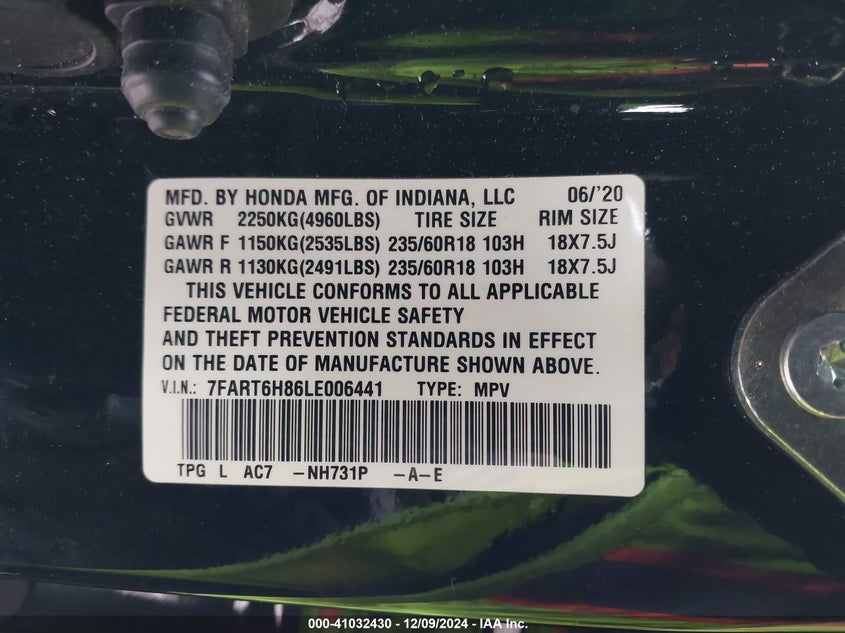 MFD. BY HONDA MFG. OF INDIANA, LLC 06/'20
GVWR 2250KG(4960LBS) TIRE SIZE RIM SIZE
GAWR F 1150KG(2535LBS) 235/60R18 103H 18X7.5J
GAWR R 1130KG(2491LBS) 235/60R18 103H 18X7.5J
THIS VEHICLE CONFORMS TO ALL APPLICABLE
FEDERAL MOTOR VEHICLE SAFETY
AND THEFT PREVENTION STANDARDS IN EFFECT
ON THE DATE OF MANUFACTURE SHOWN ABOVE.
V.I.N.: 7FART6H86LE006441 TYPE: MPV
TPG L AC7 -NH731P -A-E
000-41032430 - 12/09/2024 - IAA Inc.